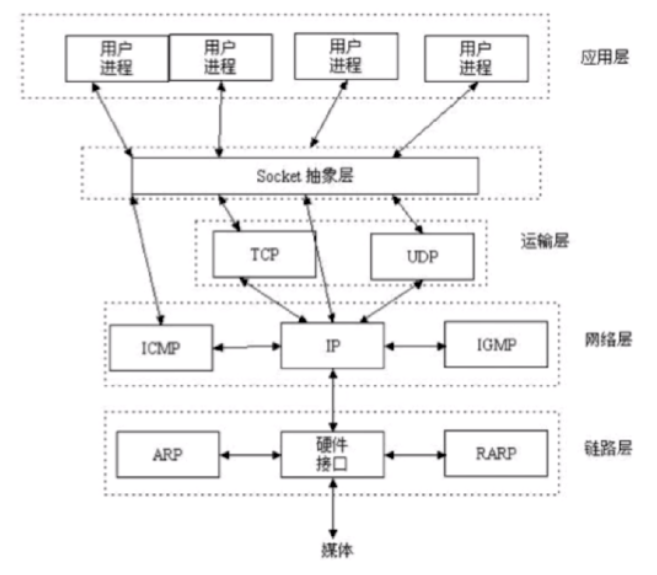 用户
进程
用户
进程
用户
进程
用户
进程
应用层
Socket 抽象层
TCP
UDP
运输层
ICMP
IP
IGMP
网络层
ARP
硬件
接口
RARP
链路层
媒体